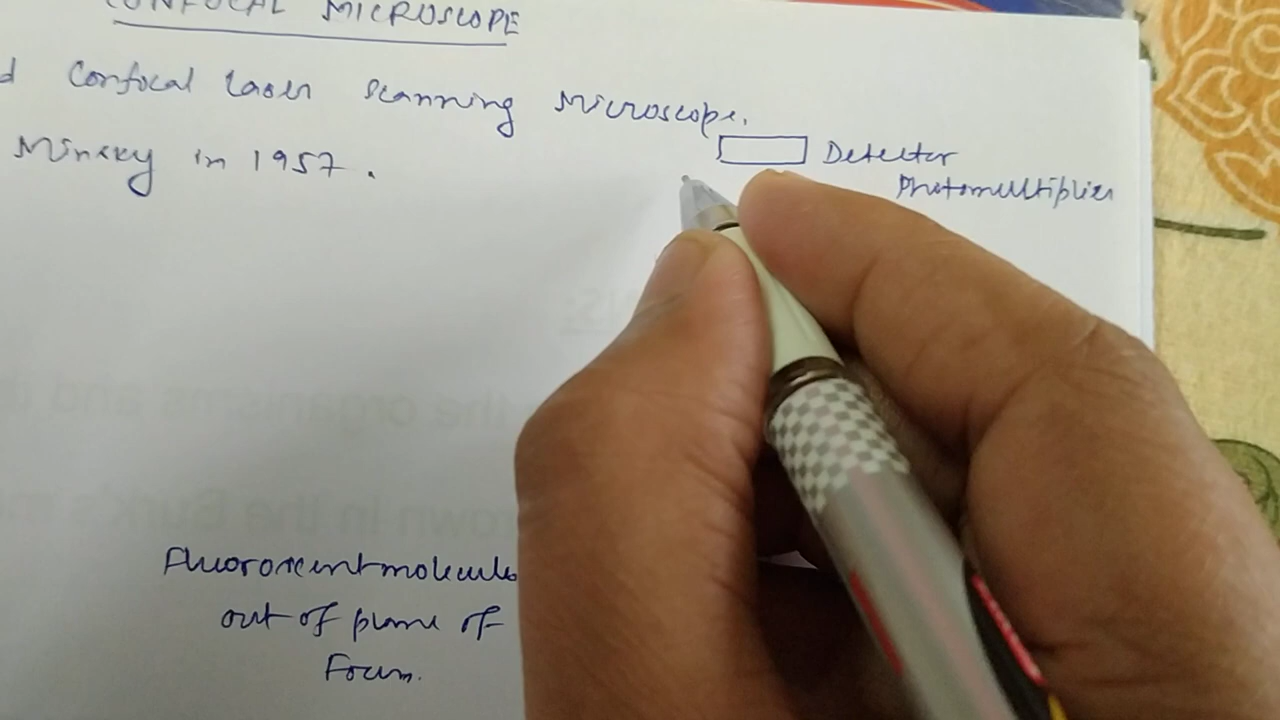 CONFOCAL MICROSCOPE
d Confocal Laser Scanning Microscope.
Minsky in 1957.
Detector
Photomultiplier
Fluorescent molecule
out of plane of
Focus.